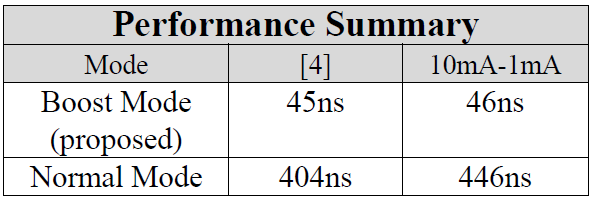 Performance Summary
Mode [4] 10mA-1mA
Boost Mode (proposed) 45ns 46ns
Normal Mode 404ns 446ns